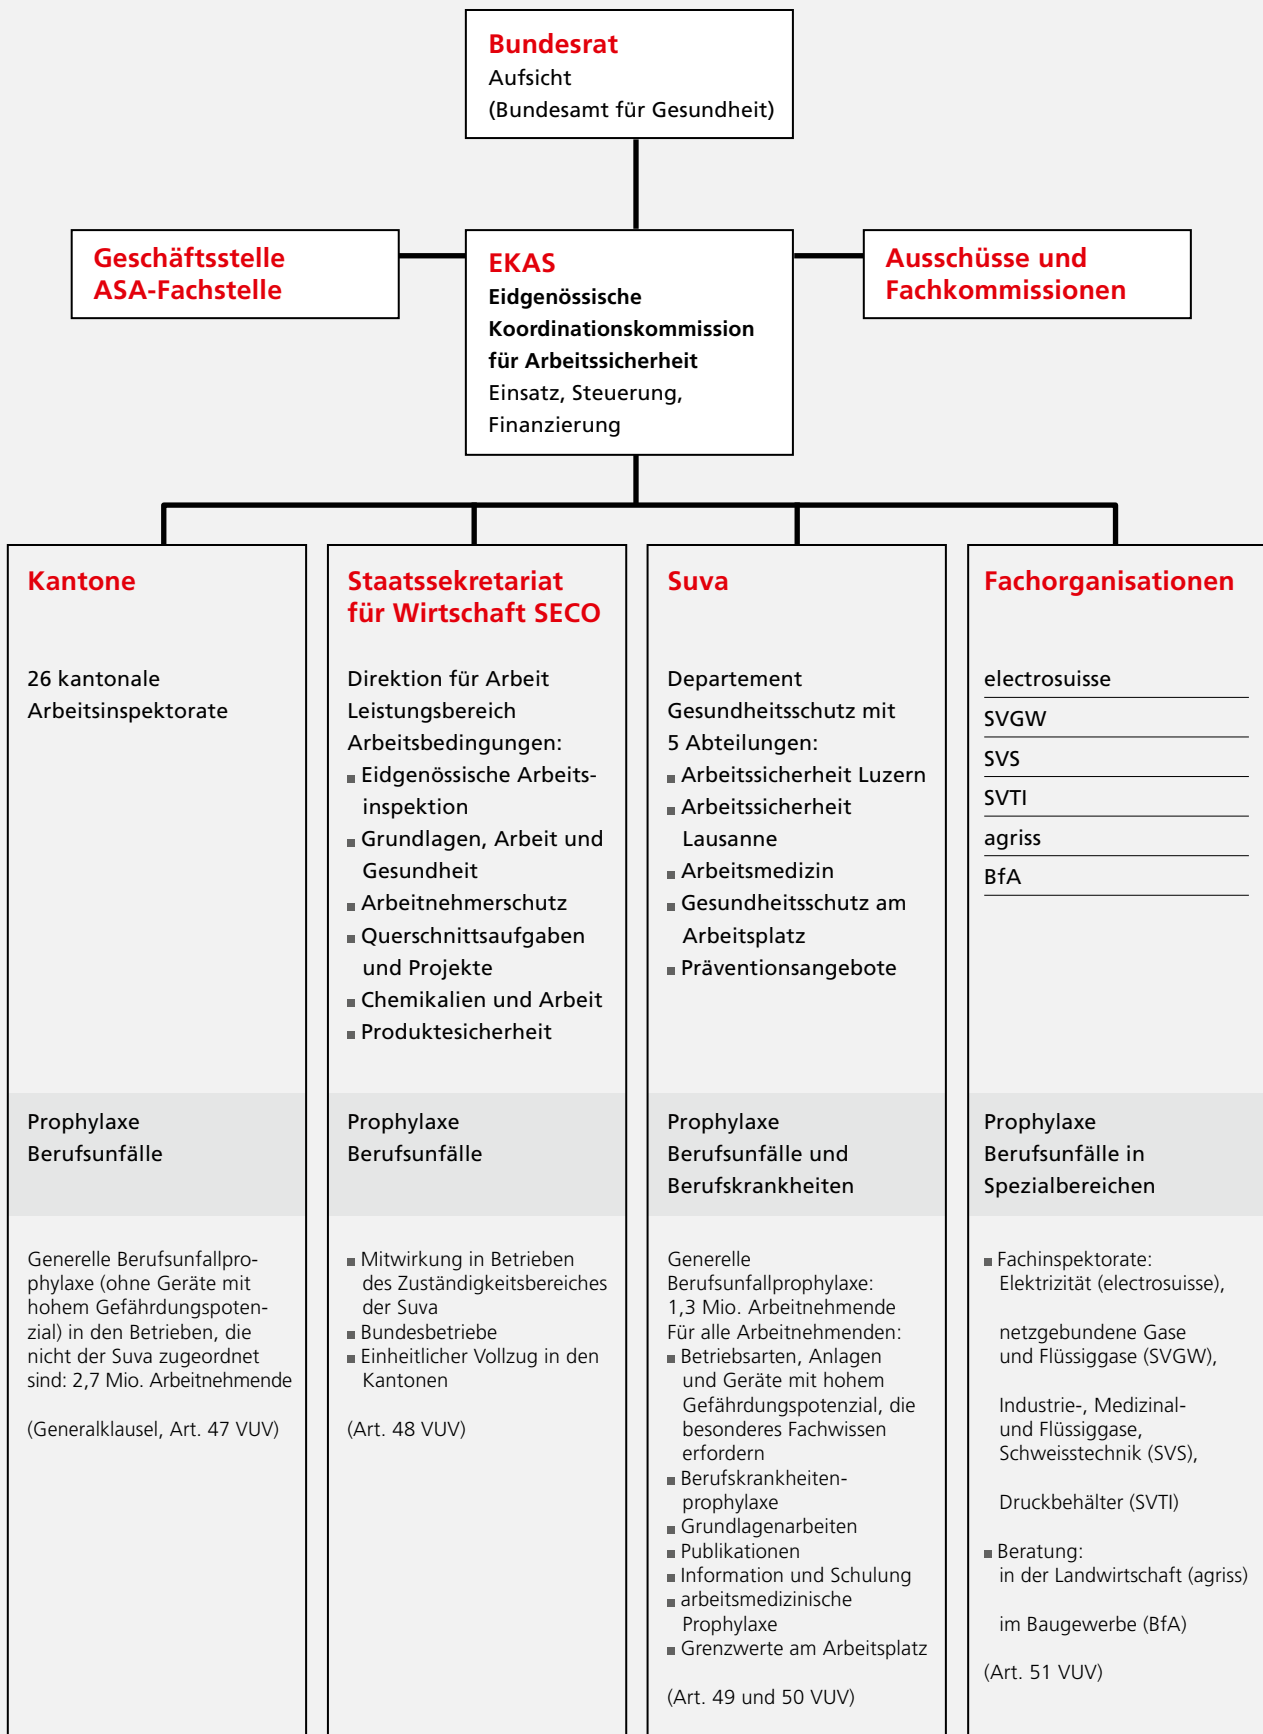 Bundesrat
Aufsicht
(Bundesamt für Gesundheit)
Geschäftsstelle
ASA-Fachstelle
EKAS
Eidgenössische
Koordinationskommission
für Arbeitssicherheit
Einsatz, Steuerung,
Finanzierung
Ausschüsse und
Fachkommissionen
Kantone
26 kantonale
Arbeitsinspektorate
Prophylaxe
Berufsunfälle
Generelle Berufsunfallpro-
phylaxe (ohne Geräte mit
hohem Gefährdungspoten-
zial) in den Betrieben, die
nicht der Suva zugeordnet
sind: 2,7 Mio. Arbeitnehmende
(Generalklausel, Art. 47 VUV)
Staatssekretariat
für Wirtschaft SECO
Direktion für Arbeit
Leistungsbereich
Arbeitsbedingungen:
■ Eidgenössische Arbeits-
inspektion
■ Grundlagen, Arbeit und
Gesundheit
■ Arbeitnehmerschutz
■ Querschnittsaufgaben
und Projekte
■ Chemikalien und Arbeit
■ Produktesicherheit
Prophylaxe
Berufsunfälle
■ Mitwirkung in Betrieben
des Zuständigkeitsbereiches
der Suva
■ Bundesbetriebe
■ Einheitlicher Vollzug in den
Kantonen
(Art. 48 VUV)
Suva
Departement
Gesundheitsschutz mit
5 Abteilungen:
■ Arbeitssicherheit Luzern
■ Arbeitssicherheit
Lausanne
■ Arbeitsmedizin
■ Gesundheitsschutz am
Arbeitsplatz
■ Präventionsangebote
Prophylaxe
Berufsunfälle und
Berufskrankheiten
Generelle
Berufsunfallprophylaxe:
1,3 Mio. Arbeitnehmende
Für alle Arbeitnehmenden:
■ Betriebsarten, Anlagen
und Geräte mit hohem
Gefährdungspotenzial, die
besonderes Fachwissen
erfordern
■ Berufskrankheiten-
prophylaxe
■ Grundlagenarbeiten
■ Publikationen
■ Information und Schulung
■ arbeitsmedizinische
Prophylaxe
■ Grenzwerte am Arbeitsplatz
(Art. 49 und 50 VUV)
Fachorganisationen
electrosuisse
SVGW
SVS
SVTI
agriss
BfA
Prophylaxe
Berufsunfälle in
Spezialbereichen
■ Fachinspektorate:
Elektrizität (electrosuisse),
netzgebundene Gase
und Flüssiggase (SVGW),
Industrie-, Medizinal-
und Flüssiggase,
Schweisstechnik (SVS),
Druckbehälter (SVTI)
■ Beratung:
in der Landwirtschaft (agriss)
im Baugewerbe (BfA)
(Art. 51 VUV)